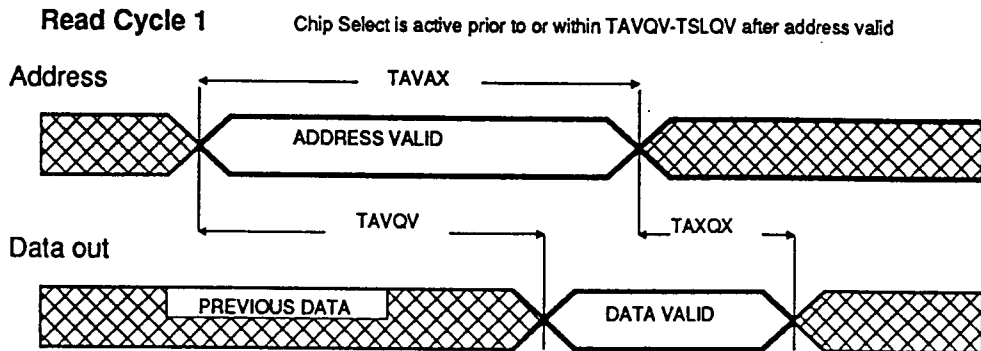 Read Cycle 1
Chip Select is active prior to or within TAVQV-TSLQV after address valid
Address
TAVAX
ADDRESS VALID
TAVQV
TAXQX
Data out
PREVIOUS DATA
DATA VALID